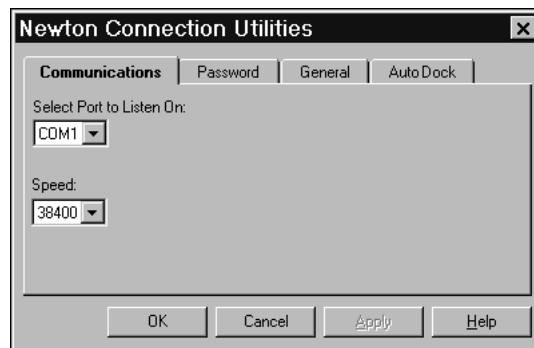 Newton Connection Utilities
Communications Password General Auto Dock
Select Port to Listen On:
COM1
Speed:
38400
OK Cancel Apply Help